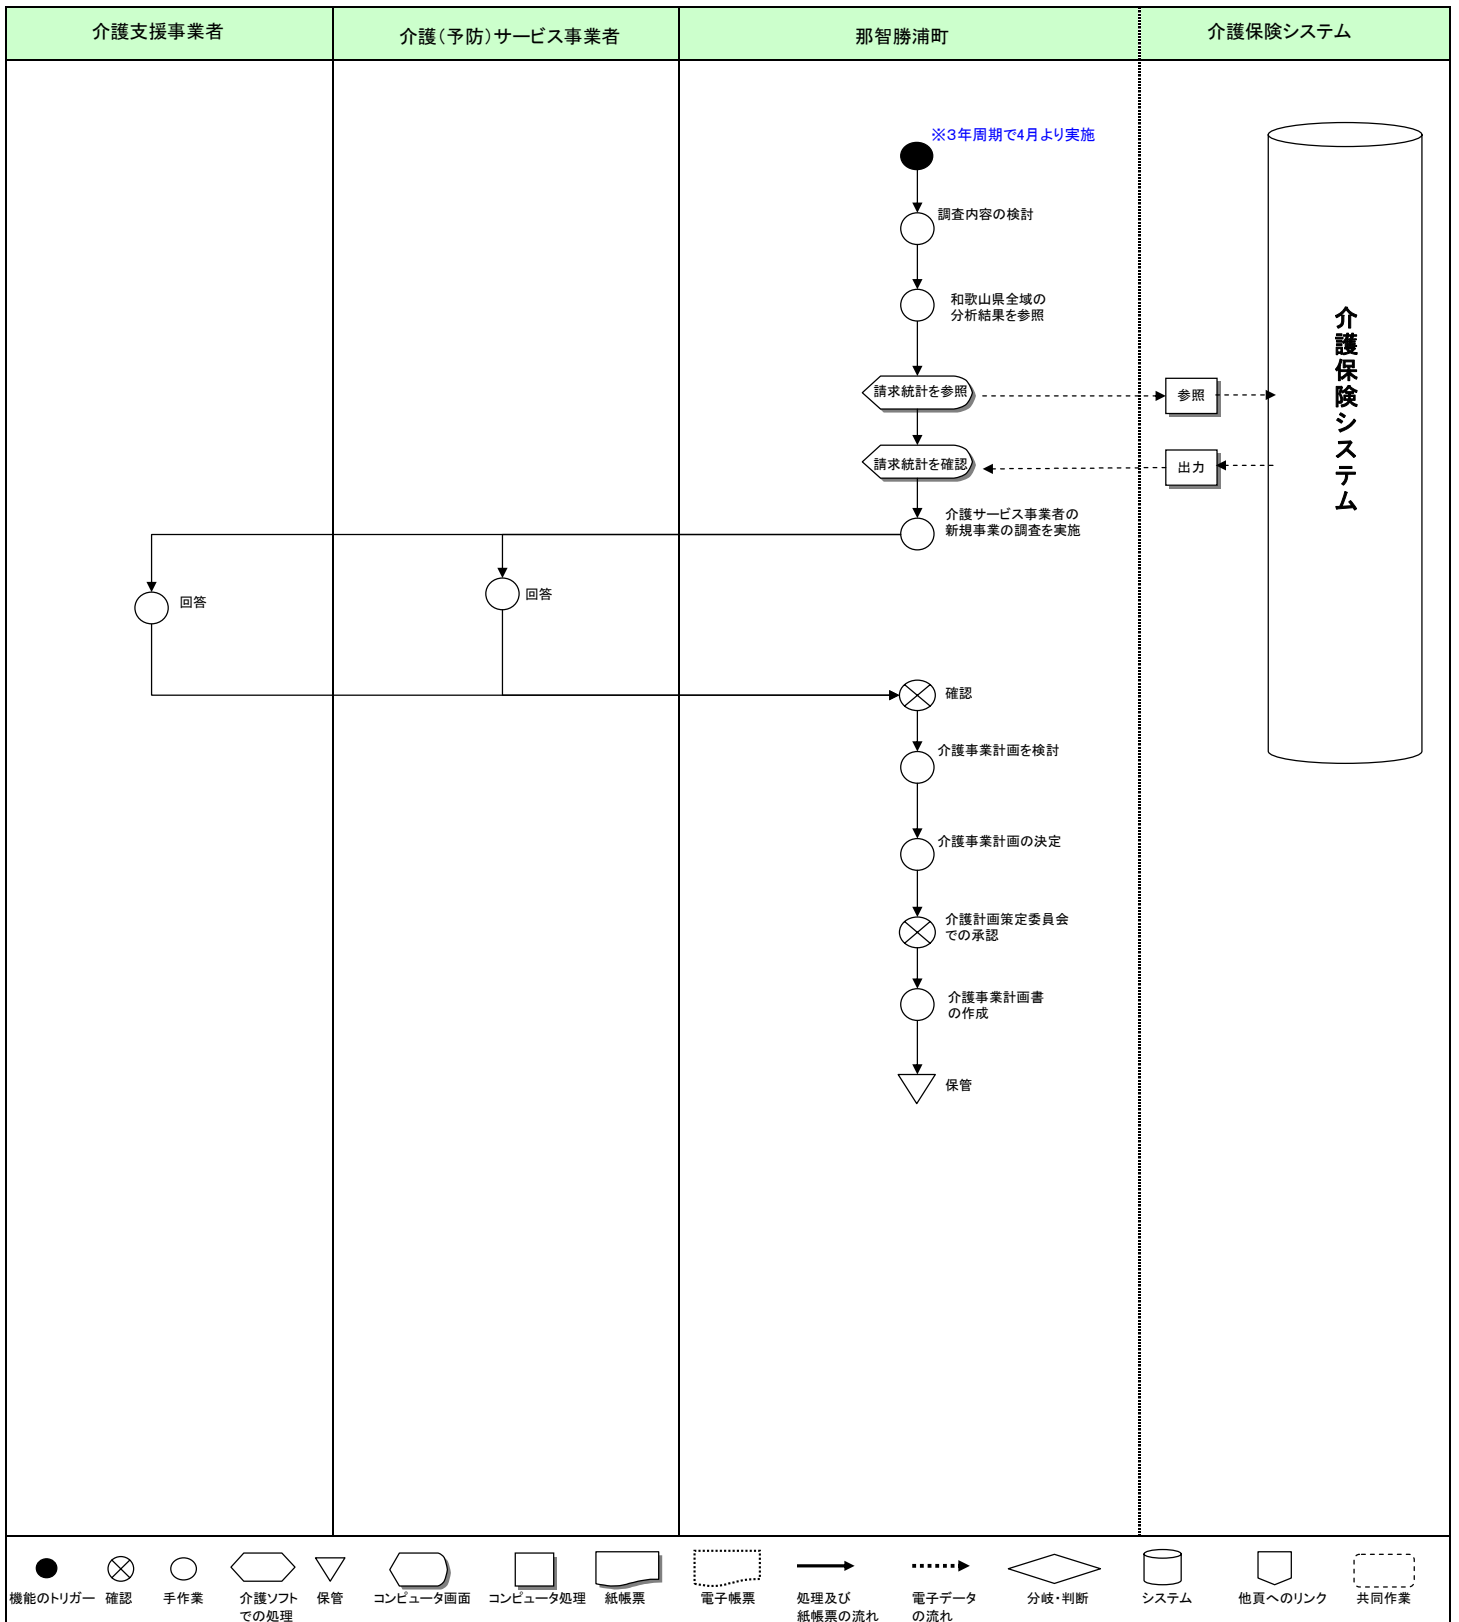 介護支援事業者
介護(予防)サービス事業者
那智勝浦町
介護保険システム
※3年周期で4月より実施
調査内容の検討
和歌山県全域の
分析結果を参照
請求統計を参照
参照
請求統計を確認
出力
介護保険システム
介護サービス事業者の
新規事業の調査を実施
回答
回答
確認
介護事業計画を検討
介護事業計画の決定
介護計画策定委員会
での承認
介護事業計画書
の作成
保管
機能のトリガー
確認
手作業
介護ソフト
での処理
保管
コンピュータ画面
コンピュータ処理
紙帳票
電子帳票
処理及び
紙帳票の流れ
電子データ
の流れ
分岐・判断
システム
他頁へのリンク
共同作業